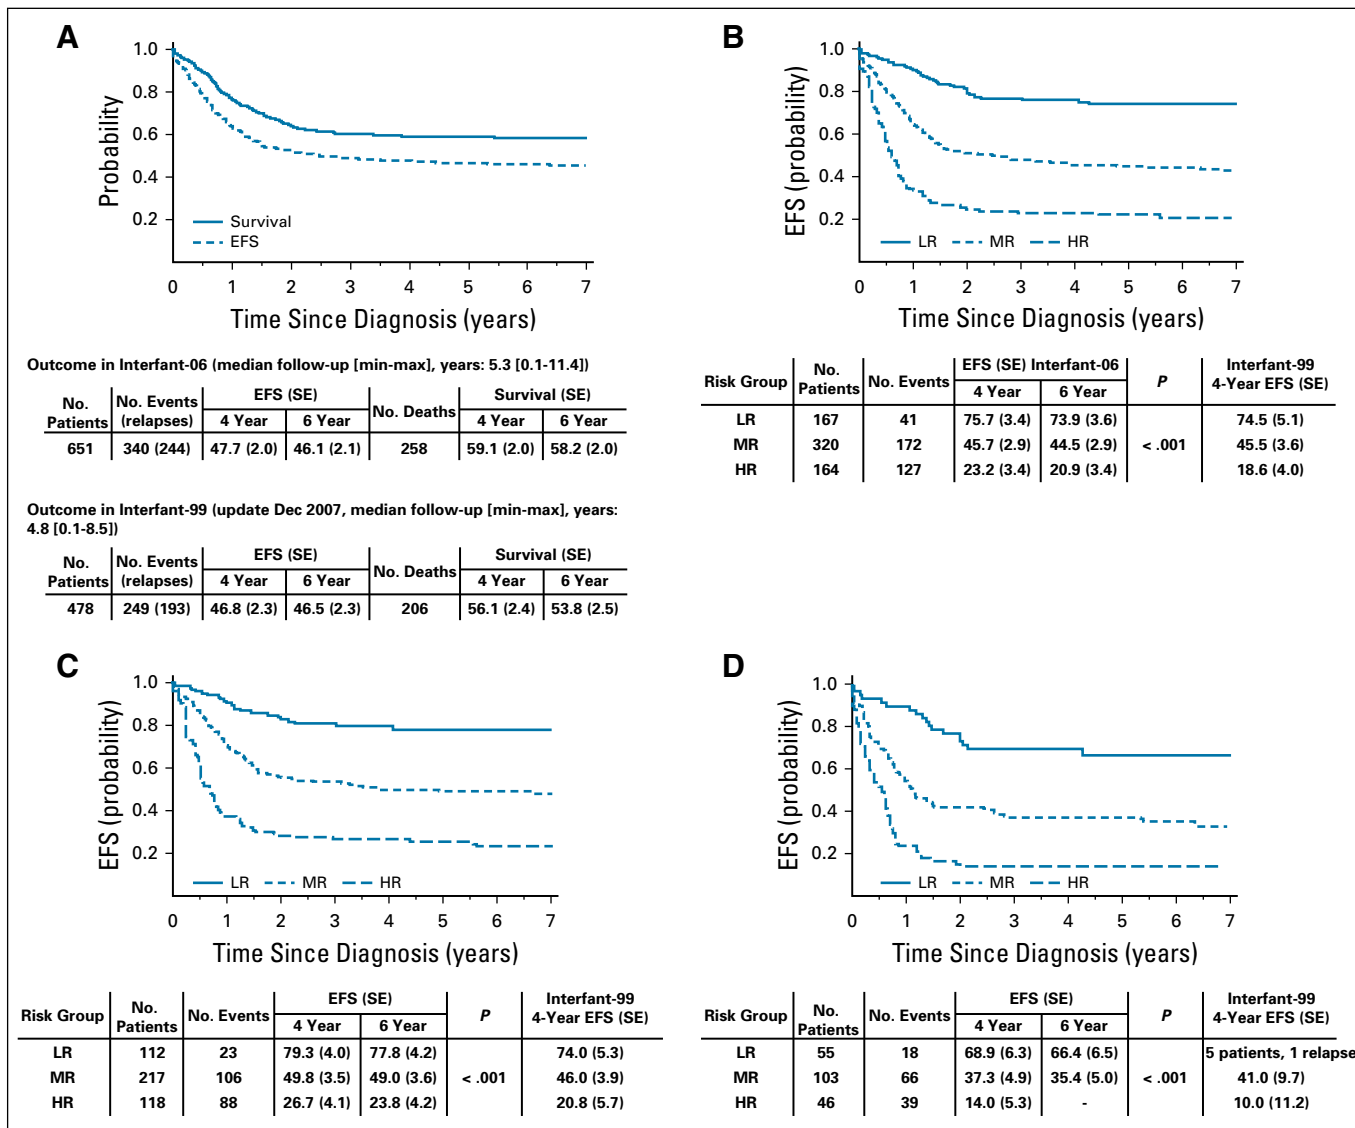 A
1.0
0.8
0.6
0.4
0.2
Probability
Survival
EFS
0 1 2 3 4 5 6 7
Time Since Diagnosis (years)
Outcome in Interfant-06 (median follow-up [min-max], years: 5.3 [0.1-11.4])
No. Patients No. Events (relapses) EFS (SE) No. Deaths Survival (SE)
4 Year 6 Year 4 Year 6 Year
651 340 (244) 47.7 (2.0) 46.1 (2.1) 258 59.1 (2.0) 58.2 (2.0)
Outcome in Interfant-99 (update Dec 2007, median follow-up [min-max], years:
4.8 [0.1-8.5])
No. Patients No. Events (relapses) EFS (SE) No. Deaths Survival (SE)
4 Year 6 Year 4 Year 6 Year
478 249 (193) 46.8 (2.3) 46.5 (2.3) 206 56.1 (2.4) 53.8 (2.5)
B
1.0
0.8
0.6
0.4
0.2
EFS (probability)
LR MR HR
0 1 2 3 4 5 6 7
Time Since Diagnosis (years)
Risk Group No. Patients No. Events EFS (SE) Interfant-06 P Interfant-99 4-Year EFS (SE)
4 Year 6 Year
LR 167 41 75.7 (3.4) 73.9 (3.6) 74.5 (5.1)
MR 320 172 45.7 (2.9) 44.5 (2.9) < .001 45.5 (3.6)
HR 164 127 23.2 (3.4) 20.9 (3.4) 18.6 (4.0)
C
1.0
0.8
0.6
0.4
0.2
EFS (probability)
LR MR HR
0 1 2 3 4 5 6 7
Time Since Diagnosis (years)
Risk Group No. Patients No. Events EFS (SE) P Interfant-99 4-Year EFS (SE)
4 Year 6 Year
LR 112 23 79.3 (4.0) 77.8 (4.2) 74.0 (5.3)
MR 217 106 49.8 (3.5) 49.0 (3.6) < .001 46.0 (3.9)
HR 118 88 26.7 (4.1) 23.8 (4.2) 20.8 (5.7)
D
1.0
0.8
0.6
0.4
0.2
EFS (probability)
LR MR HR
0 1 2 3 4 5 6 7
Time Since Diagnosis (years)
Risk Group No. Patients No. Events EFS (SE) P Interfant-99 4-Year EFS (SE)
4 Year 6 Year
LR 55 18 68.9 (6.3) 66.4 (6.5) 5 patients, 1 relapse
MR 103 66 37.3 (4.9) 35.4 (5.0) < .001 41.0 (9.7)
HR 46 39 14.0 (5.3) - 10.0 (11.2)